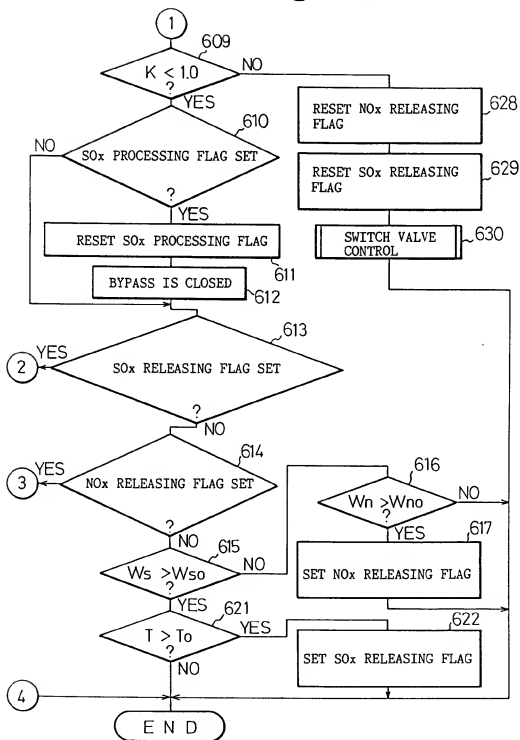 1
609
K < 1.0
?
NO
YES
610
628
RESET NOx RELEASING
FLAG
NO
SOx PROCESSING FLAG SET
?
YES
629
RESET SOx RELEASING
FLAG
RESET SOx PROCESSING FLAG
611
630
SWITCH VALVE
CONTROL
BYPASS IS CLOSED
612
613
2
YES
SOx RELEASING FLAG SET
?
NO
614
3
YES
NOx RELEASING FLAG SET
?
NO
616
Wn >Wno
?
NO
YES
615
Ws >Wso
?
NO
YES
617
SET NOx RELEASING FLAG
621
T > To
?
YES
NO
622
SET SOx RELEASING FLAG
4
END